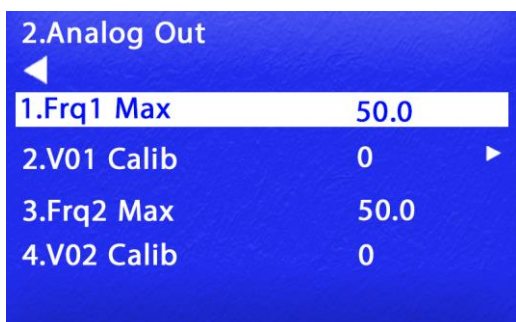 2.Analog Out
1.Frq1 Max 50.0
2.V01 Calib 0
3.Frq2 Max 50.0
4.V02 Calib 0